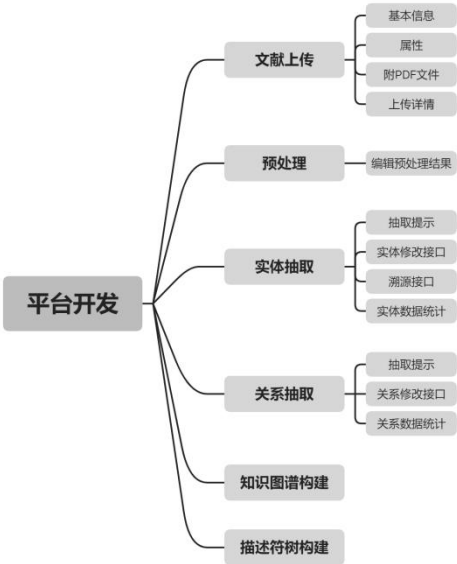 平台开发
文献上传
基本信息
属性
附PDF文件
上传详情
预处理
编辑预处理结果
实体抽取
抽取提示
实体修改接口
溯源接口
实体数据统计
关系抽取
抽取提示
关系修改接口
关系数据统计
知识图谱构建
描述符树构建